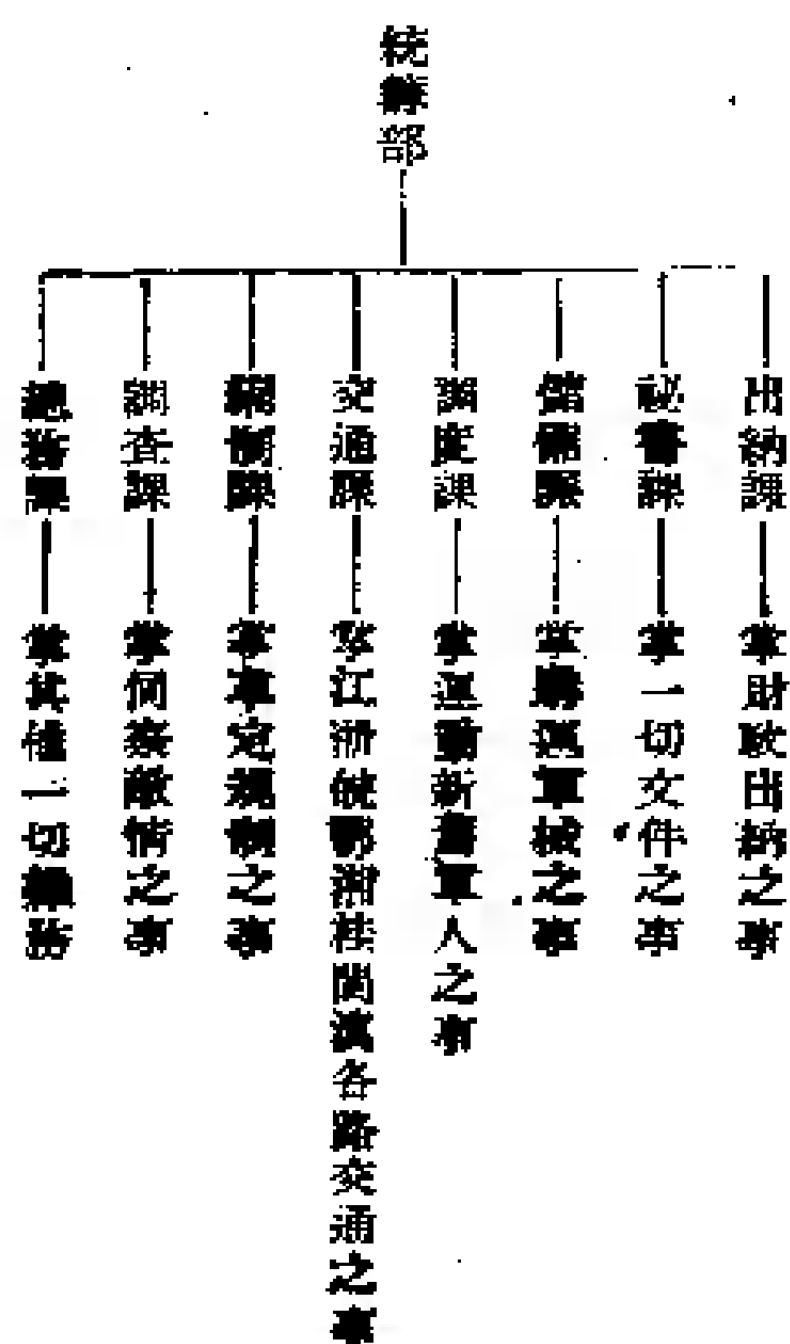 統籌部
出納課 掌財政出納之事
秘書課 掌一切文件之事
儲備課 掌購運軍械之事
調度課 掌運動新舊軍人之事
交通課 掌江浙皖鄂湘桂閩滇各路交通之事
編制課 掌草定規制之事
調查課 掌伺察敵情之事
總務課 掌其他一切雜務